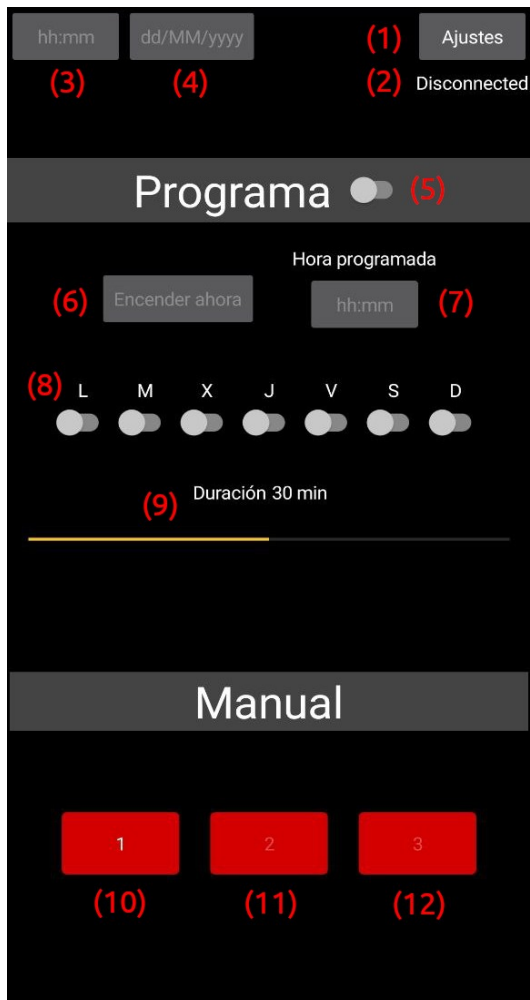 hh:mm dd/MM/yyyy (1) Ajustes
(3) (4) (2) Disconnected
Programa (5)
Hora programada
(6) Encender ahora hh:mm (7)
(8) L M X J V S D
(9) Duración 30 min
Manual
1 2 3
(10) (11) (12)